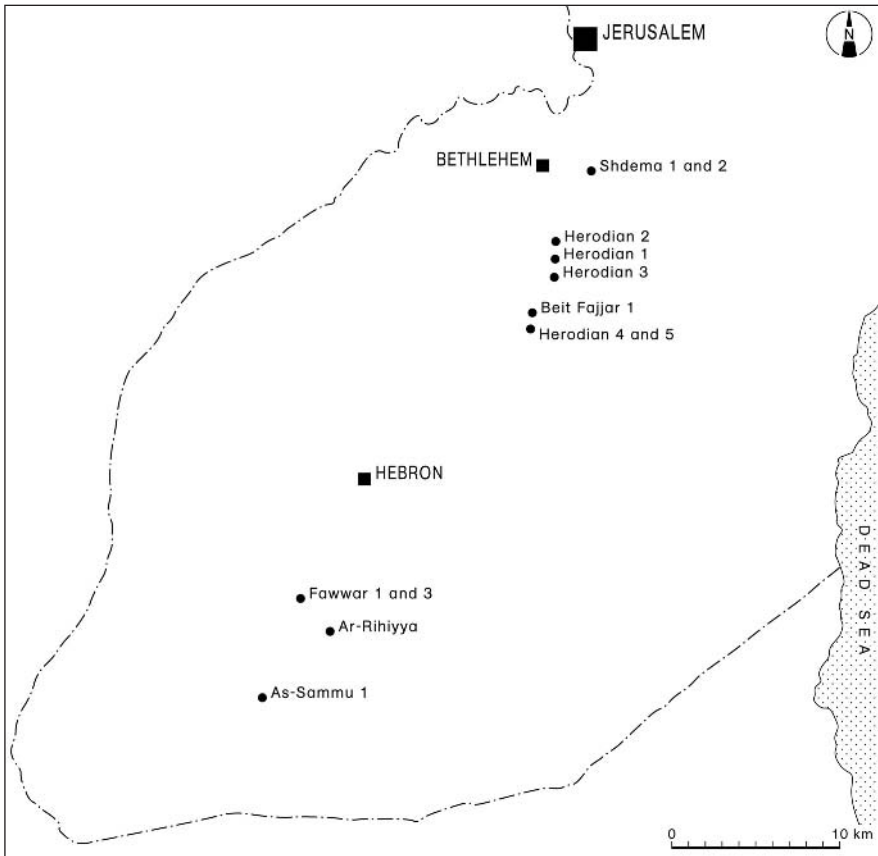 JERUSALEM
N
BETHLEHEM
Shdema 1 and 2
Herodian 2
Herodian 1
Herodian 3
Beit Fajjar 1
Herodian 4 and 5
HEBRON
DEAD SEA
Fawwar 1 and 3
Ar-Rihiyya
As-Sammu 1
0 10 km